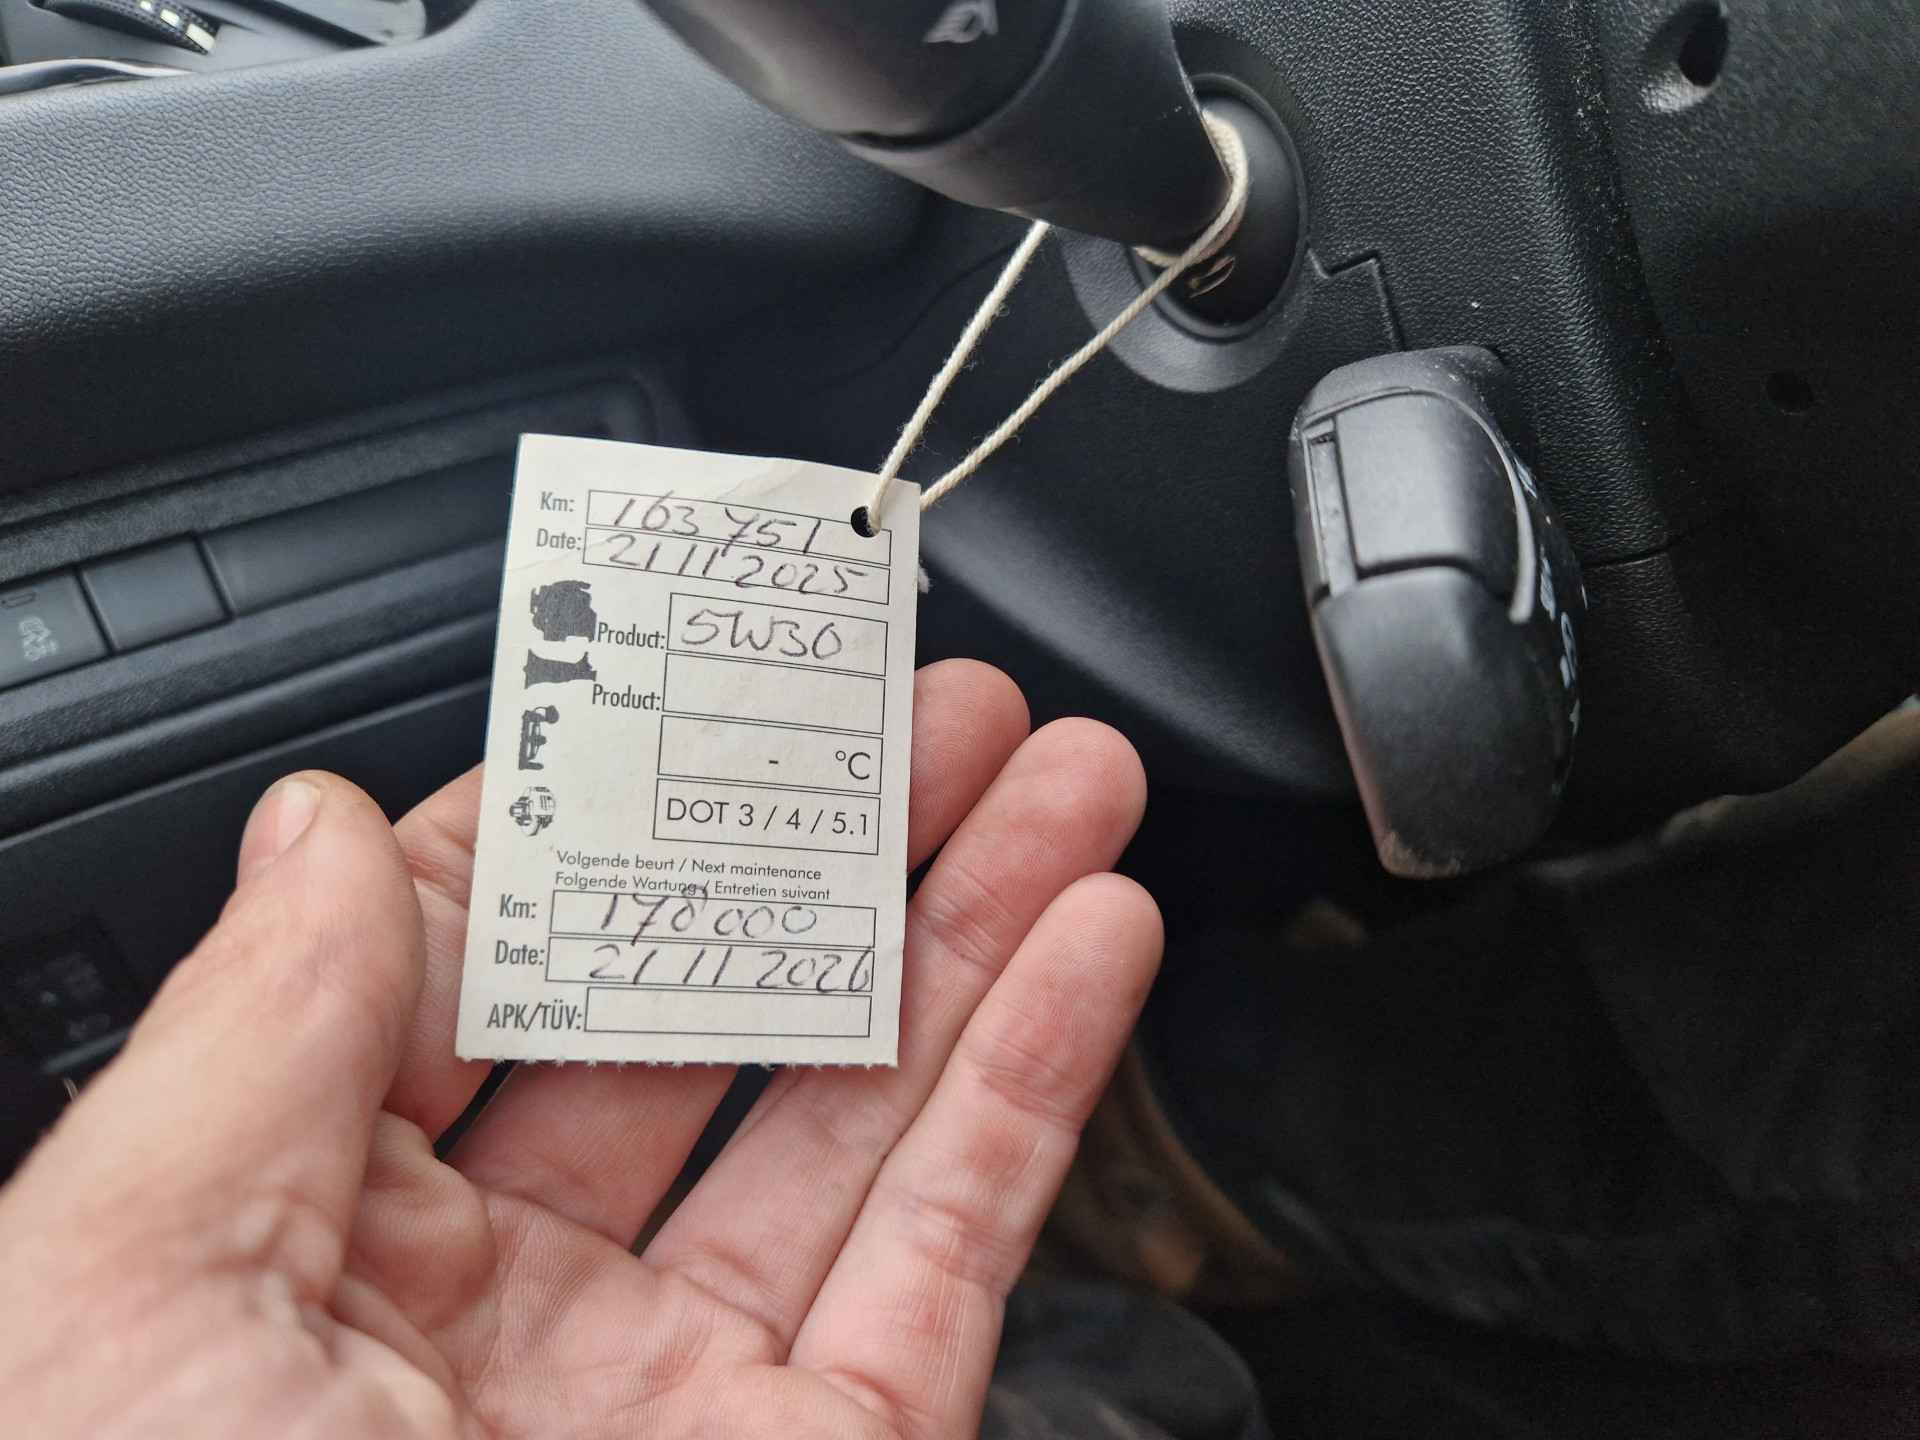 Km: 163 751
Date: 21 11 2025
Product: 5W30
Product:
- °C
DOT 3 / 4 / 5.1
Volgende beurt / Next maintenance
Folgende Wartung / Entretien suivant
Km: 178 000
Date: 21 11 2026
APK/TÜV: